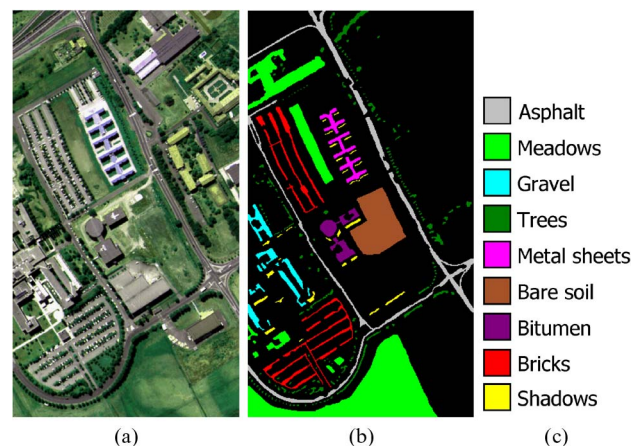 Asphalt
Meadows
Gravel
Trees
Metal sheets
Bare soil
Bitumen
Bricks
Shadows
(a)
(b)
(c)